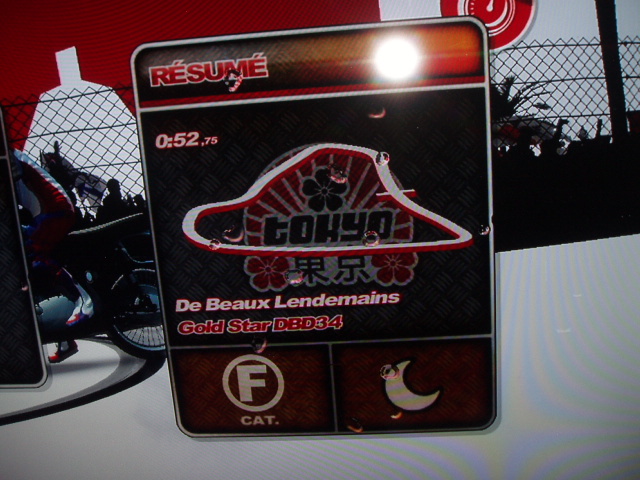 RÉSUMÉ
0:52.75
tokyo
東京
De Beaux Lendemains
Gold Star DBD34
F
CAT.